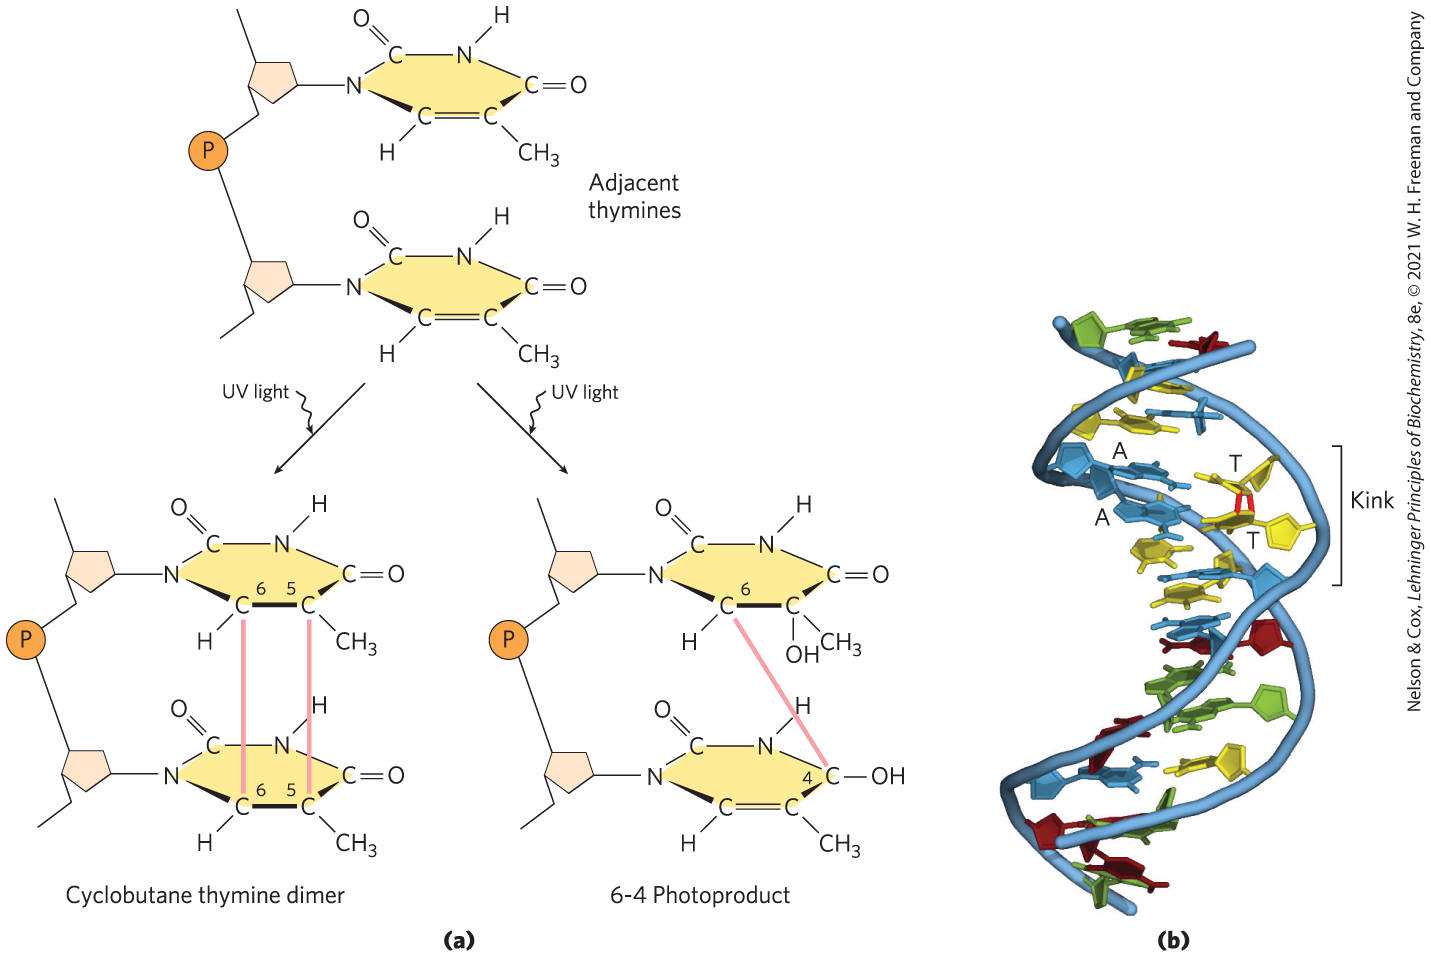 O
H
C
N
N
C
O
C
C
H
CH₃
P
Adjacent
thymines
O
H
C
N
N
C
O
C
C
H
CH₃
UV light
UV light
O
H
C
N
N
C
O
6
5
C
C
H
CH₃
P
O
H
C
N
N
C
O
6
5
C
C
H
CH₃
Cyclobutane thymine dimer
O
H
C
N
N
C
O
6
C
C
H
OH
CH₃
P
O
H
C
N
N
4
C
OH
C
C
H
CH₃
6-4 Photoproduct
(a)
A
T
A
T
Kink
(b)
Nelson & Cox, Lehninger Principles of Biochemistry, 8e, © 2021 W. H. Freeman and Company